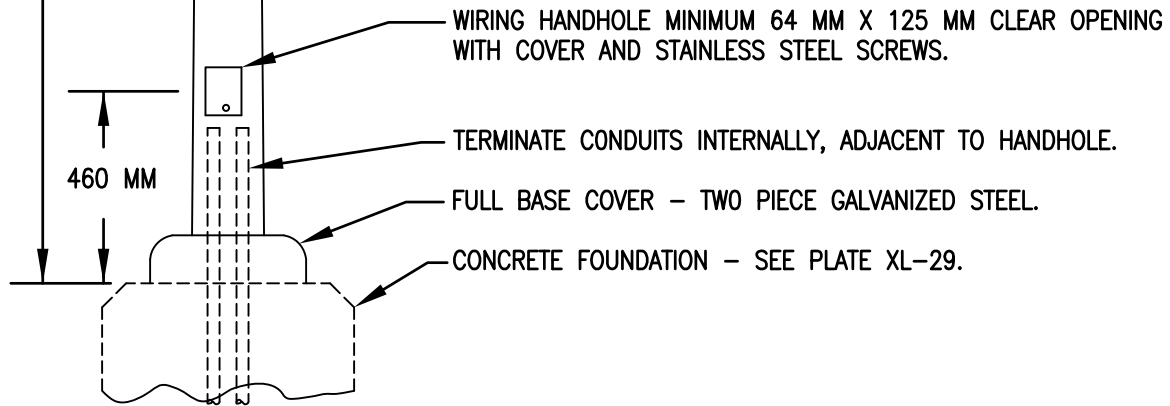 WIRING HANDHOLE MINIMUM 64 MM X 125 MM CLEAR OPENING
WITH COVER AND STAINLESS STEEL SCREWS.
TERMINATE CONDUITS INTERNALLY, ADJACENT TO HANDHOLE.
460 MM
FULL BASE COVER – TWO PIECE GALVANIZED STEEL.
CONCRETE FOUNDATION – SEE PLATE XL–29.